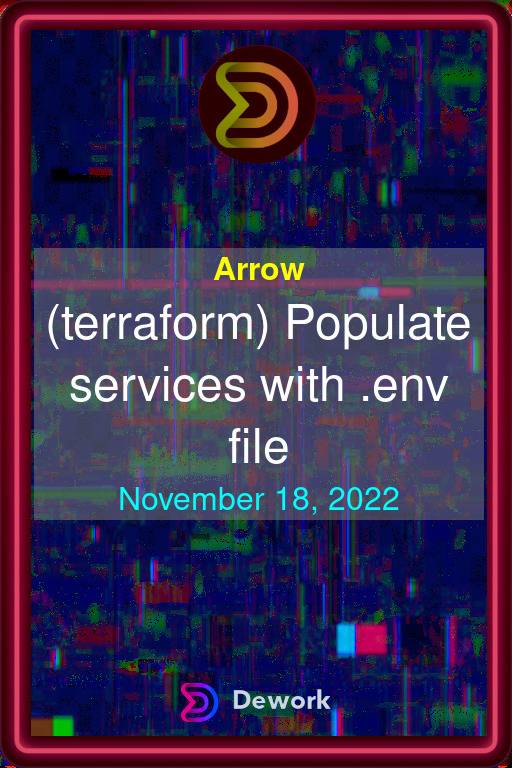 Arrow
(terraform) Populate
services with .env
file
November 18, 2022
Dework